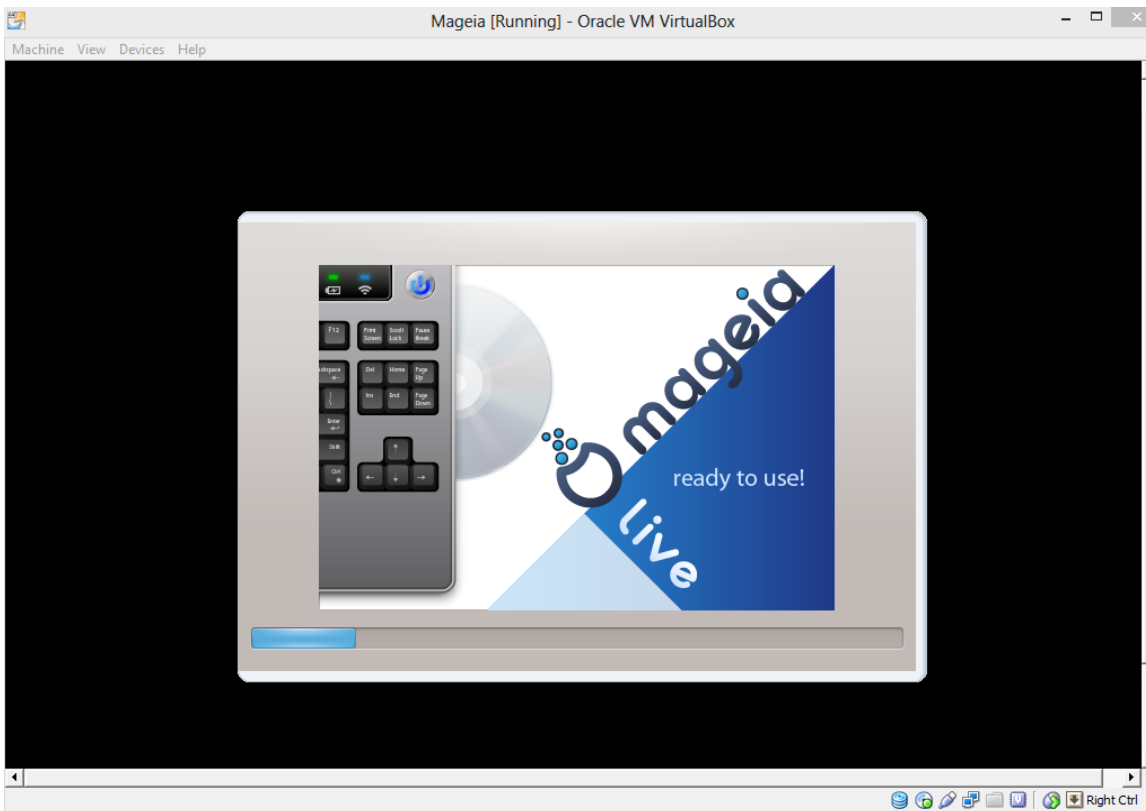 Mageia [Running] - Oracle VM VirtualBox
Machine View Devices Help
F12 Print Screen Scroll Lock Pause Break
Del Home Page Up
Ins End Page Down
Enter
Shift
Ctrl
mageia
ready to use!
live
Right Ctrl